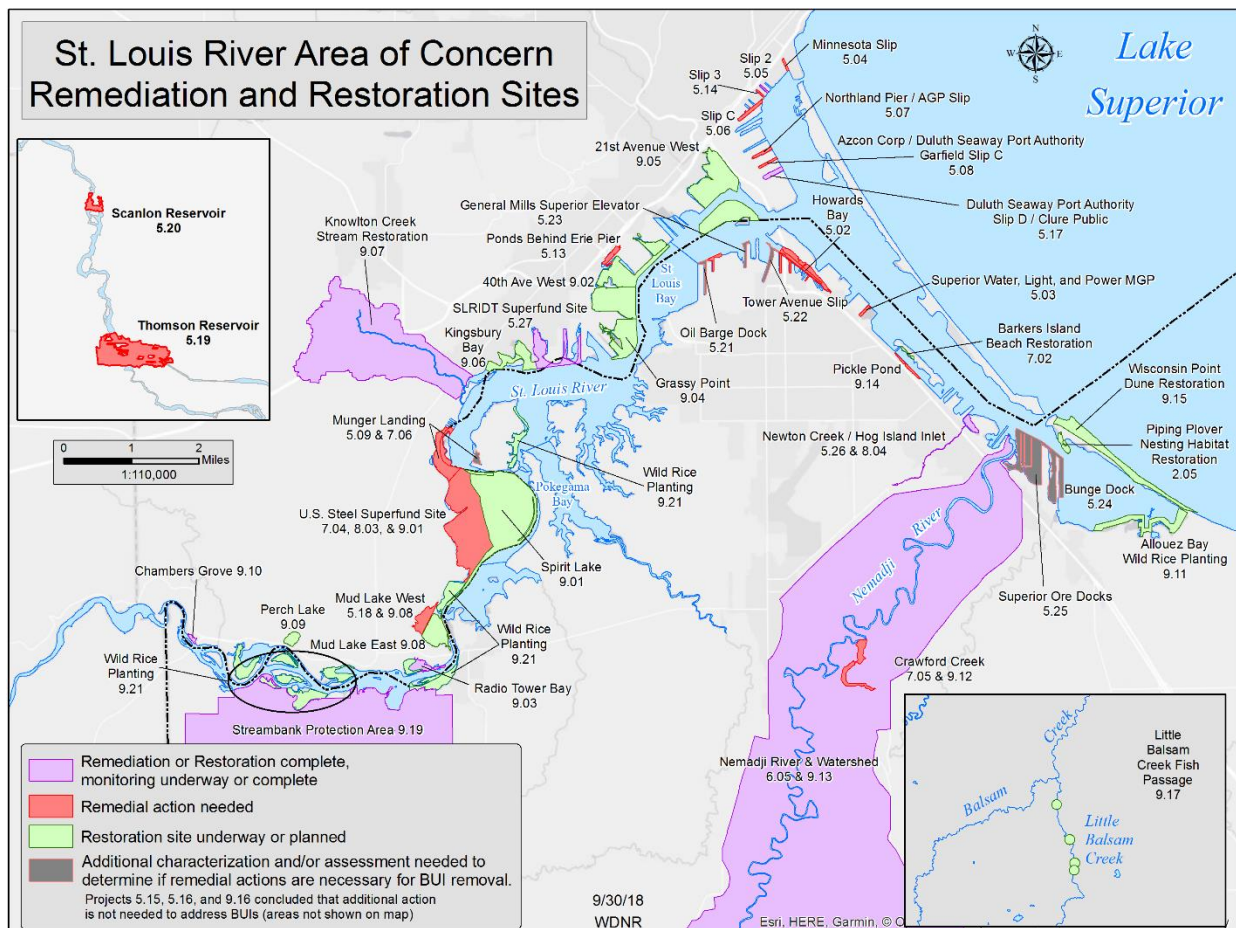 St. Louis River Area of Concern
Remediation and Restoration Sites
N
W
E
S
Lake
Superior
Minnesota Slip
5.04
Slip 2
5.05
Slip 3
5.14
Slip C
5.06
Northland Pier / AGP Slip
5.07
Azcon Corp / Duluth Seaway Port Authority
Garfield Slip C
5.08
21st Avenue West
9.05
Duluth Seaway Port Authority
Slip D / Clure Public
5.17
General Mills Superior Elevator
5.23
Howards
Bay
5.02
Scanlon Reservoir
5.20
Thomson Reservoir
5.19
0
1
2
Miles
1:110,000
Knowlton Creek
Stream Restoration
9.07
Ponds Behind Erie Pier
5.13
40th Ave West 9.02
St
Louis
Bay
SLRIDT Superfund Site
5.27
Kingsbury
Bay
9.06
Oil Barge Dock
5.21
Tower Avenue Slip
5.22
Superior Water, Light, and Power MGP
5.03
Barkers Island
Beach Restoration
7.02
Pickle Pond
9.14
Wisconsin Point
Dune Restoration
9.15
Grassy Point
9.04
St. Louis River
Munger Landing
5.09 & 7.06
Newton Creek / Hog Island Inlet
5.26 & 8.04
Piping Plover
Nesting Habitat
Restoration
2.05
Wild Rice
Planting
9.21
Pokegama
Bay
Bunge Dock
5.24
U.S. Steel Superfund Site
7.04, 8.03, & 9.01
Nemadji
River
Allouez Bay
Wild Rice Planting
9.11
Spirit Lake
9.01
Chambers Grove 9.10
Superior Ore Docks
5.25
Mud Lake West
5.18 & 9.08
Perch Lake
9.09
Mud Lake East 9.08
Wild Rice
Planting
9.21
Wild Rice
Planting
9.21
Radio Tower Bay
9.03
Crawford Creek
7.05 & 9.12
Streambank Protection Area 9.19
Nemadji River & Watershed
6.05 & 9.13
Remediation or Restoration complete,
monitoring underway or complete
Remedial action needed
Restoration site underway or planned
Additional characterization and/or assessment needed to
determine if remedial actions are necessary for BUI removal.
Projects 5.15, 5.16, and 9.16 concluded that additional action
is not needed to address BUIs (areas not shown on map)
Creek
Balsam
Little
Balsam
Creek Fish
Passage
9.17
Little
Balsam
Creek
9/30/18
WDNR
Esri, HERE, Garmin, ©